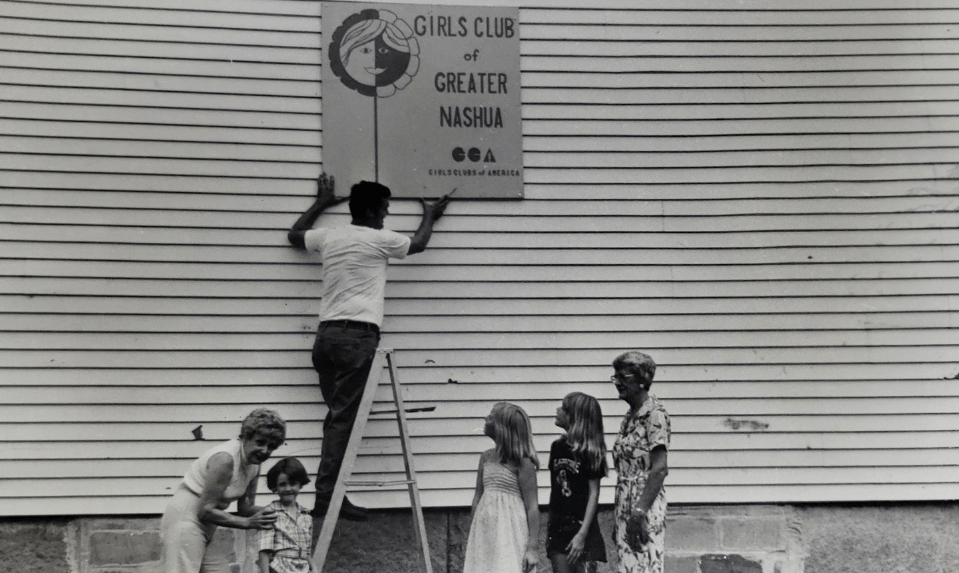 GIRLS CLUB
of
GREATER
NASHUA
GCA
GIRLS CLUBS of AMERICA